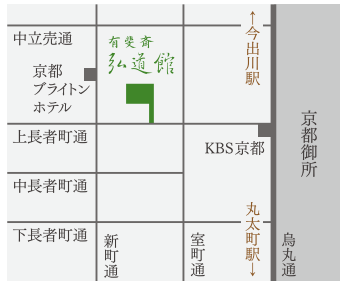 中立売通
有斐斎
弘道館
京都
ブライトン
ホテル
↑今出川駅
上長者町通
KBS京都
京都御所
中長者町通
下長者町通
新町通
室町通
丸太町駅↓
烏丸通